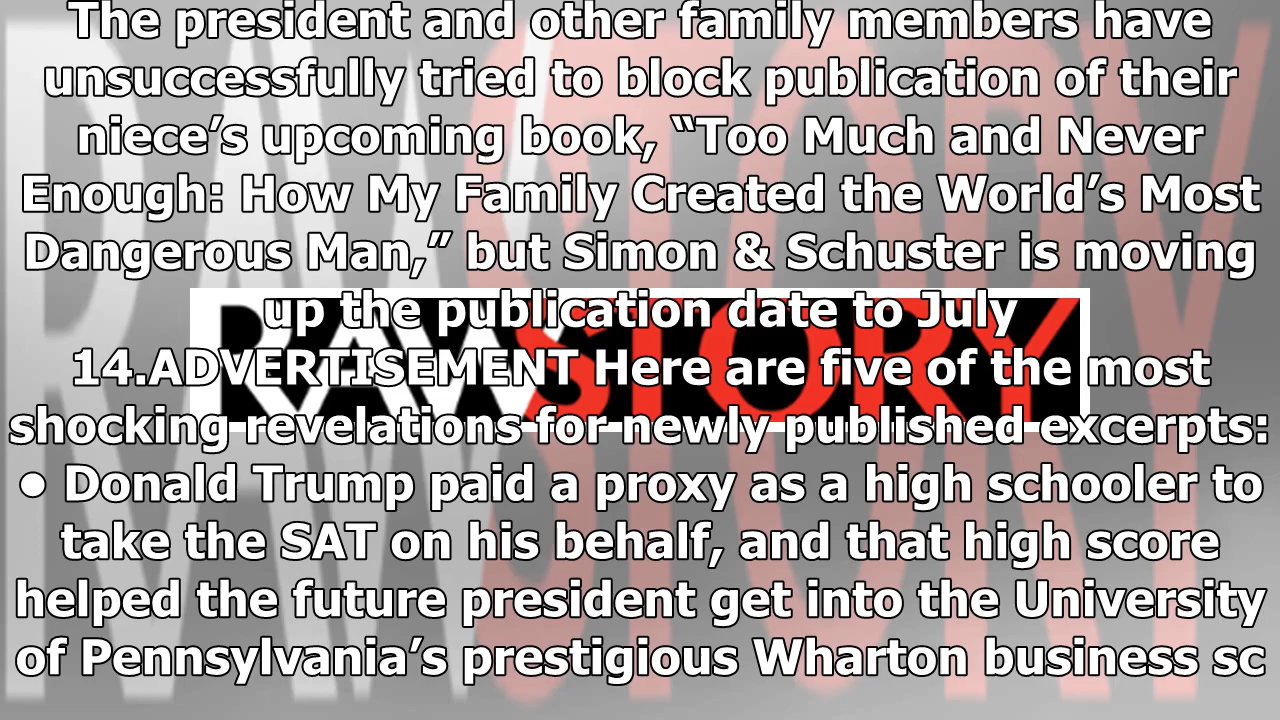 The president and other family members have
unsuccessfully tried to block publication of their
niece’s upcoming book, “Too Much and Never
Enough: How My Family Created the World’s Most
Dangerous Man,” but Simon & Schuster is moving
up the publication date to July
14.ADVERTISEMENT Here are five of the most
shocking revelations for newly published excerpts:
● Donald Trump paid a proxy as a high schooler to
take the SAT on his behalf, and that high score
helped the future president get into the University
of Pennsylvania’s prestigious Wharton business sc
RAWSTORY
RAWSTORY